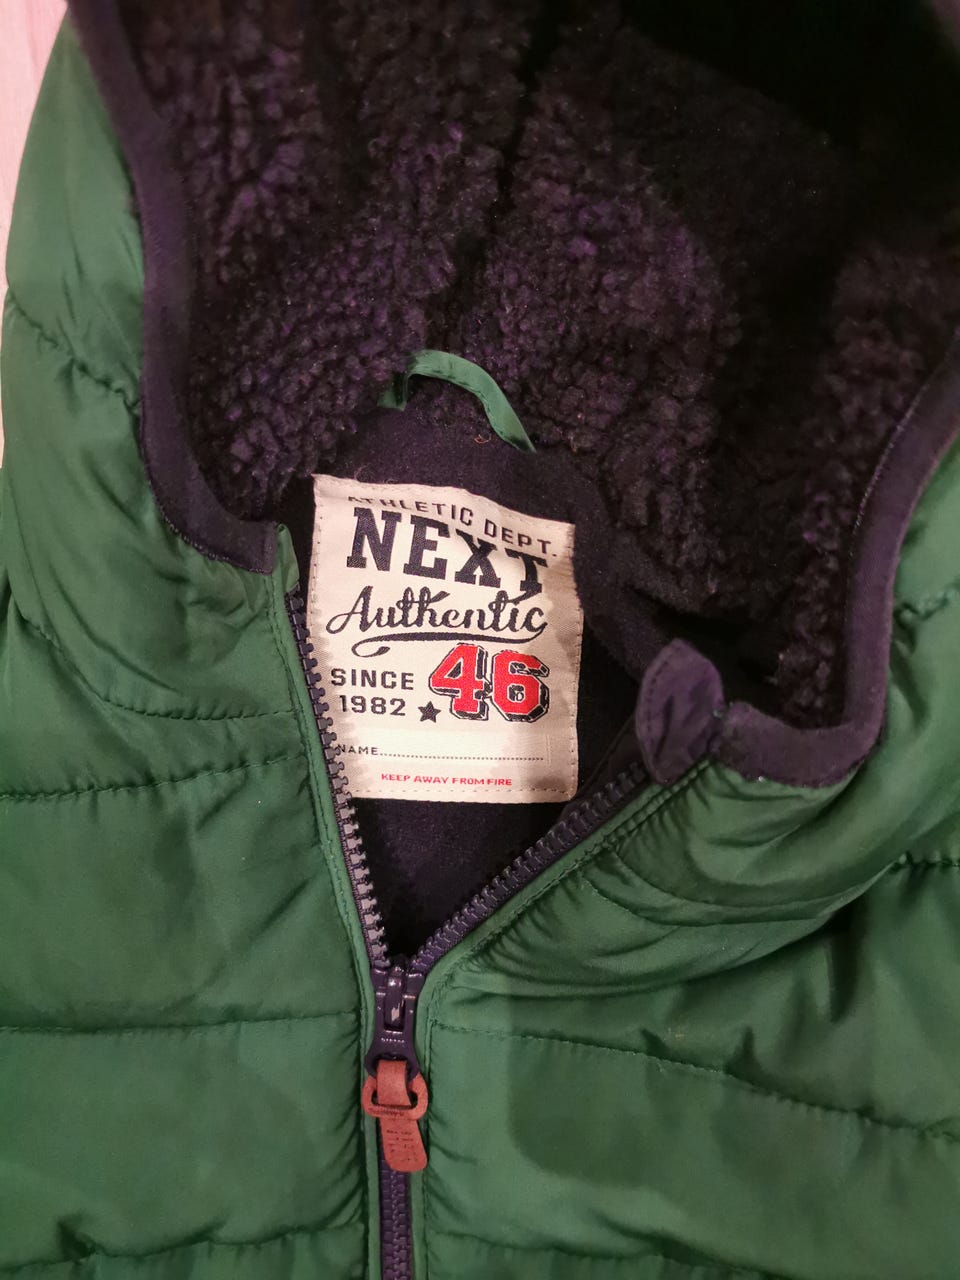 ATHLETIC DEPT.
NEXT
Authentic
SINCE 46
1982
NAME..............................
KEEP AWAY FROM FIRE